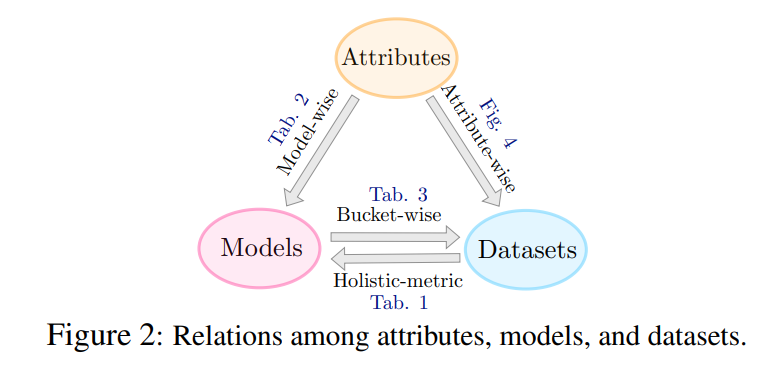 Attributes
Tab. 2
Model-wise
Fig. 4
Attribute-wise
Tab. 3
Bucket-wise
Models
Datasets
Holistic-metric
Tab. 1
Figure 2: Relations among attributes, models, and datasets.